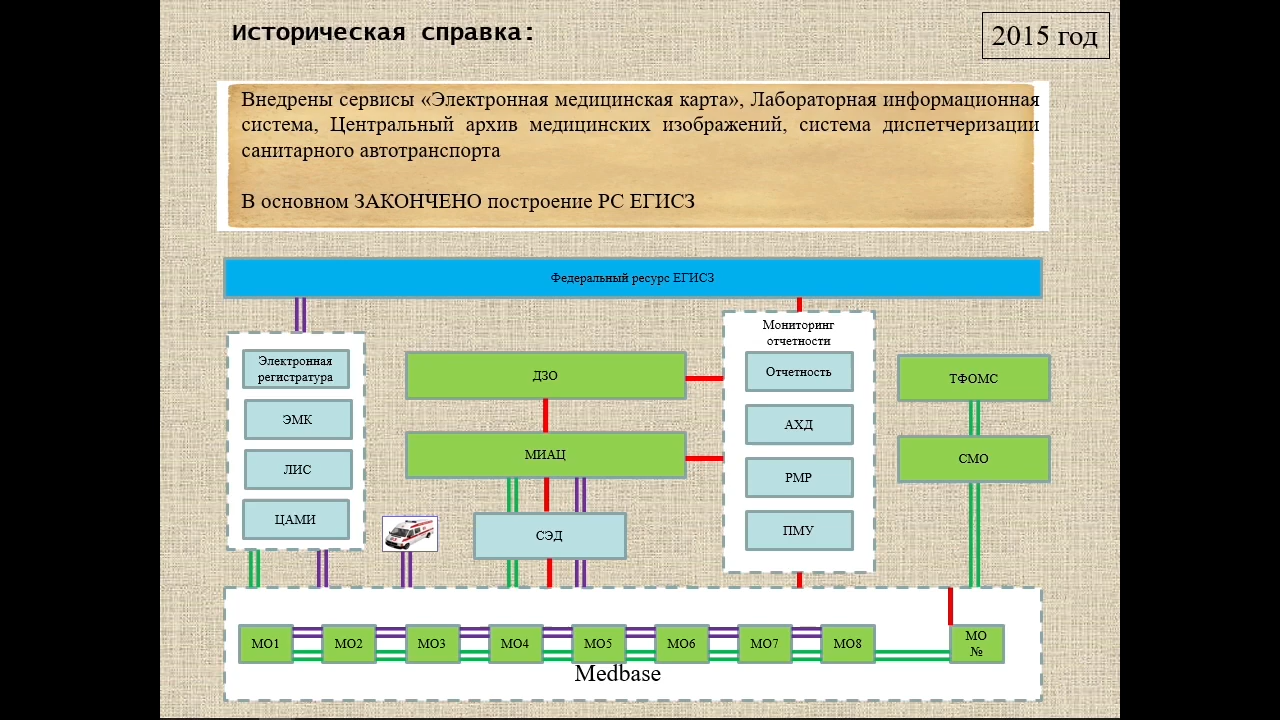 Историческая справка:
2015 год
Внедрены сервисы «Электронная медицинская карта», Лабораторная информационная
система, Центральный архив медицинских изображений, система диспетчеризации
санитарного автотранспорта
В основном ЗАКОНЧЕНО построение РС ЕГИСЗ
Федеральный ресурс ЕГИСЗ
Электронная
регистратура
ЭМК
ЛИС
ЦАМИ
ДЗО
МИАЦ
СЭД
Мониторинг
отчетности
Отчетность
АХД
РМР
ПМУ
ТФОМС
СМО
МО1
МО2
МО3
МО4
МО5
МО6
МО7
МО8
МО
№
Medbase